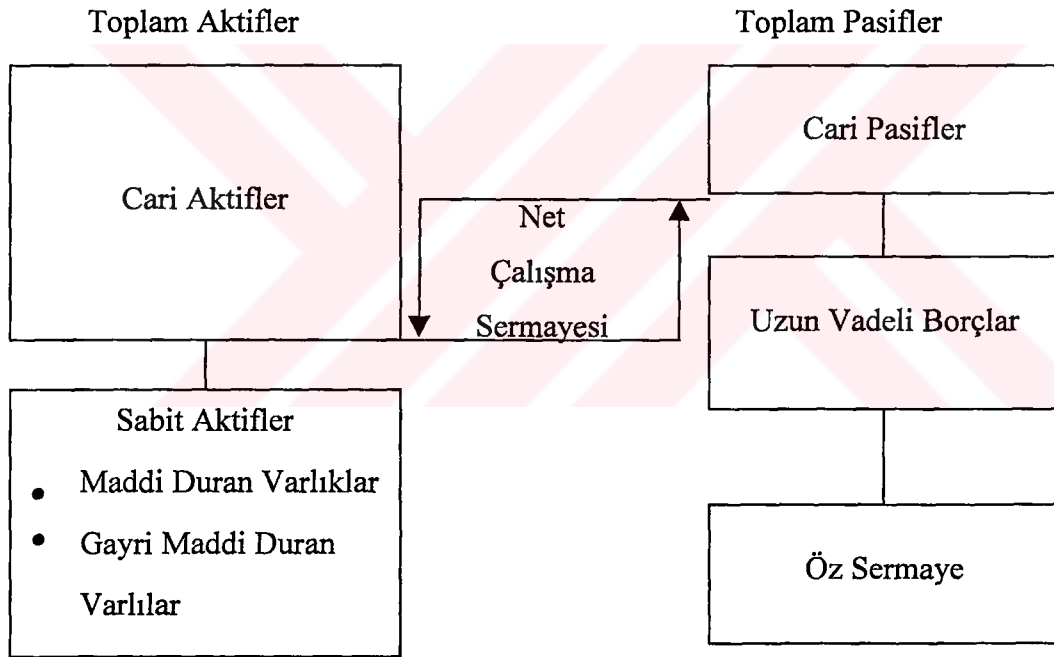 Toplam Aktifler
Toplam Pasifler
Cari Aktifler
Cari Pasifler
Net
Çalışma
Sermayesi
Uzun Vadeli Borçlar
Sabit Aktifler
• Maddi Duran Varlıklar
• Gayri Maddi Duran
Varlılar
Öz Sermaye